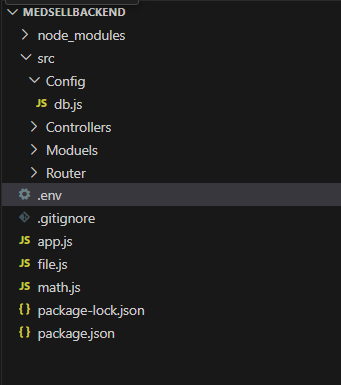 MEDSELLBACKEND
node_modules
src
Config
JS db.js
Controllers
Moduels
Router
.env
.gitignore
JS app.js
JS file.js
JS math.js
{} package-lock.json
{} package.json